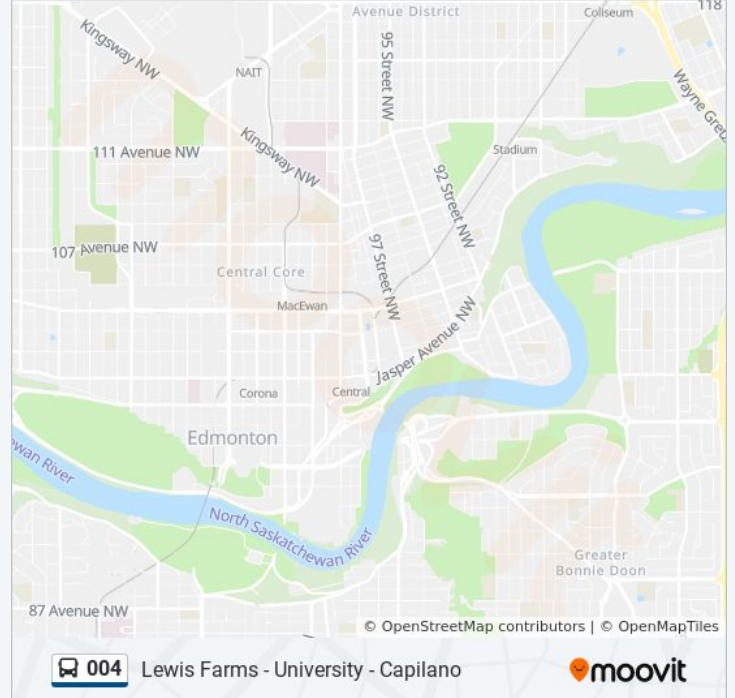 118
Avenue District
Coliseum
Kingsway NW
95 Street NW
NAIT
Wayne Gretz
111 Avenue NW
Kingsway NW
Stadium
92 Street NW
107 Avenue NW
97 Street NW
Central Core
MacEwan
Jasper Avenue NW
Corona
Central
Edmonton
ewan River
North Saskatchewan River
Greater
Bonnie Doon
87 Avenue NW
© OpenStreetMap contributors | © OpenMapTiles
004 Lewis Farms - University - Capilano
moovit